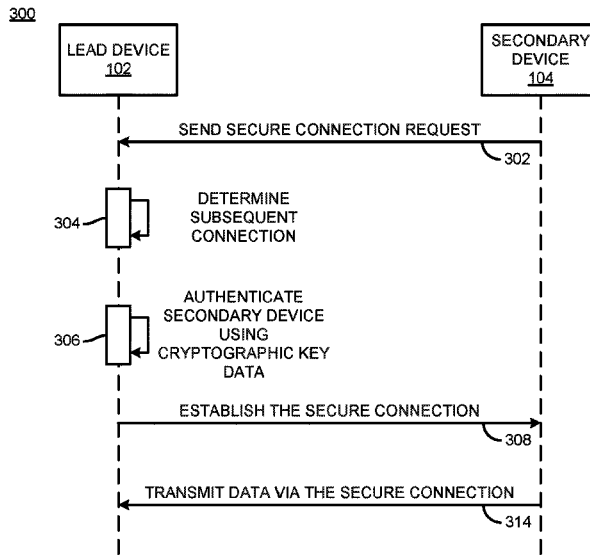 300
LEAD DEVICE
102
SECONDARY
DEVICE
104
SEND SECURE CONNECTION REQUEST
302
304
DETERMINE
SUBSEQUENT
CONNECTION
306
AUTHENTICATE
SECONDARY DEVICE
USING
CRYPTOGRAPHIC KEY
DATA
ESTABLISH THE SECURE CONNECTION
308
TRANSMIT DATA VIA THE SECURE CONNECTION
314